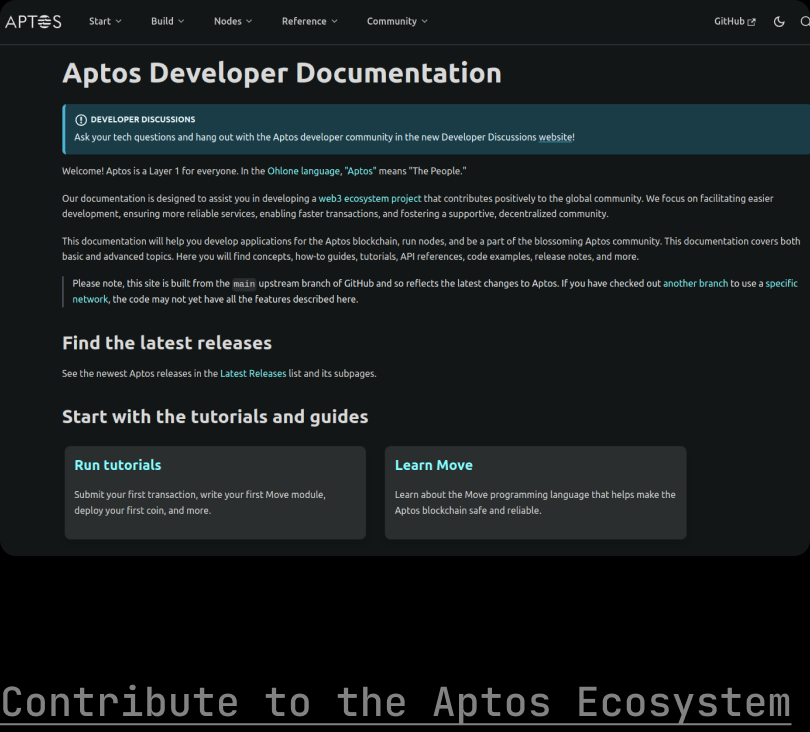 APTOS Start Build Nodes Reference Community GitHub
Aptos Developer Documentation
DEVELOPER DISCUSSIONS
Ask your tech questions and hang out with the Aptos developer community in the new Developer Discussions website!
Welcome! Aptos is a Layer 1 for everyone. In the Ohlone language, "Aptos" means "The People."
Our documentation is designed to assist you in developing a web3 ecosystem project that contributes positively to the global community. We focus on facilitating easier
development, ensuring more reliable services, enabling faster transactions, and fostering a supportive, decentralized community.
This documentation will help you develop applications for the Aptos blockchain, run nodes, and be a part of the blossoming Aptos community. This documentation covers both
basic and advanced topics. Here you will find concepts, how-to guides, tutorials, API references, code examples, release notes, and more.
Please note, this site is built from the main upstream branch of GitHub and so reflects the latest changes to Aptos. If you have checked out another branch to use a specific
network, the code may not yet have all the features described here.
Find the latest releases
See the newest Aptos releases in the Latest Releases list and its subpages.
Start with the tutorials and guides
Run tutorials
Submit your first transaction, write your first Move module,
deploy your first coin, and more.
Learn Move
Learn about the Move programming language that helps make the
Aptos blockchain safe and reliable.
Contribute to the Aptos Ecosystem